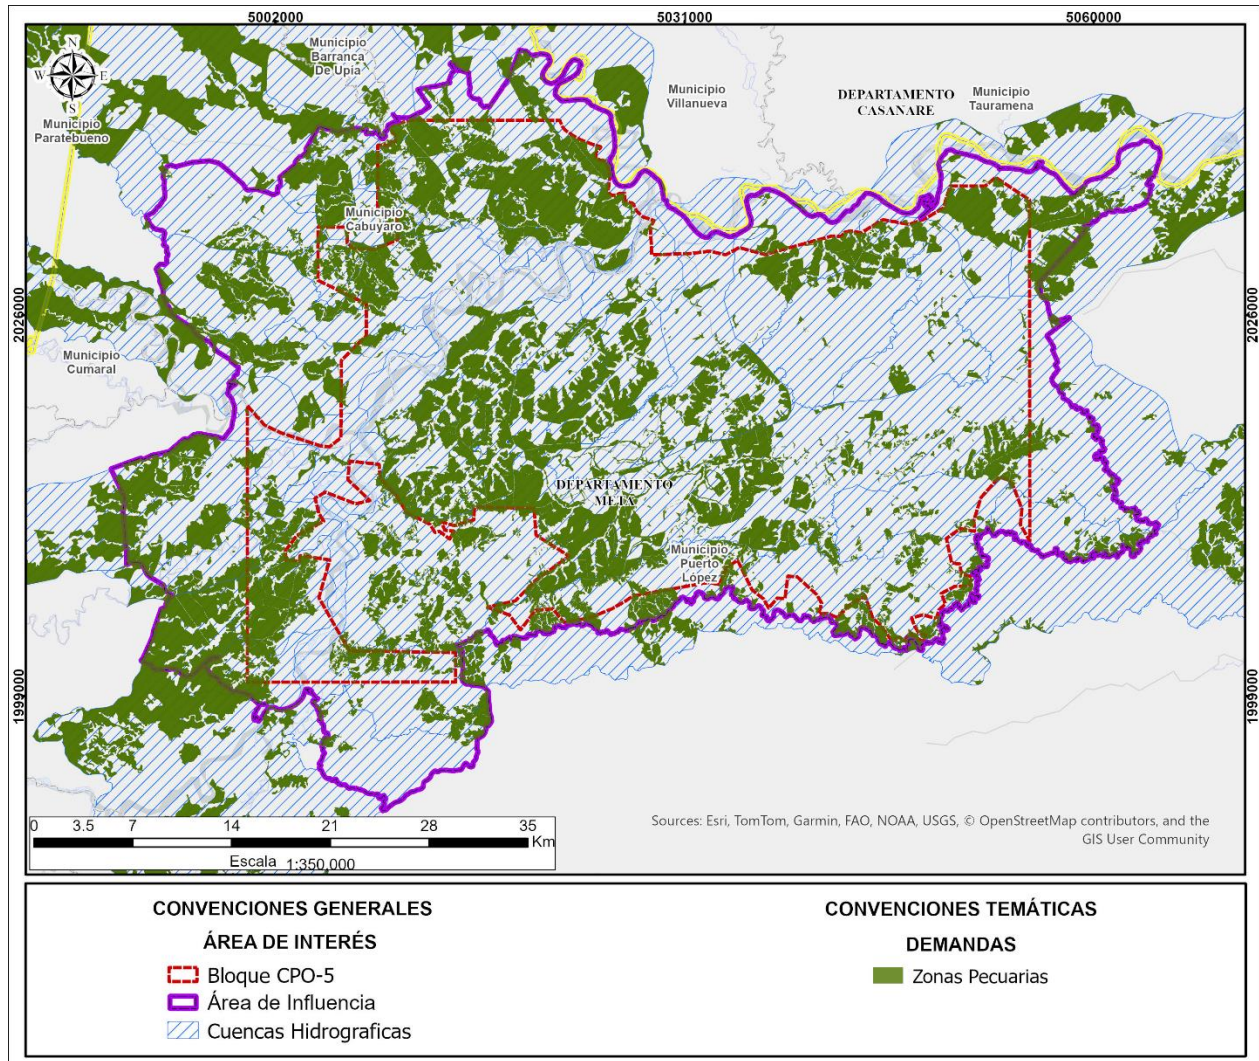 5002000
5031000
5060000
N
W
E
S
Municipio
Barranca
De Upía
Municipio
Paratebueno
Municipio
Villanueva
DEPARTAMENTO
CASANARE
Municipio
Tauramena
Municipio
Cabuyaro
2026000
2026000
Municipio
Cumaral
DEPARTAMENTO
META
Municipio
Puerto
López
1999000
1999000
0 3.5 7 14 21 28 35
Km
Escala 1:350,000
Sources: Esri, TomTom, Garmin, FAO, NOAA, USGS, © OpenStreetMap contributors, and the
GIS User Community
CONVENCIONES GENERALES
ÁREA DE INTERÉS
Bloque CPO-5
Área de Influencia
Cuencas Hidrograficas
CONVENCIONES TEMÁTICAS
DEMANDAS
Zonas Pecuarias